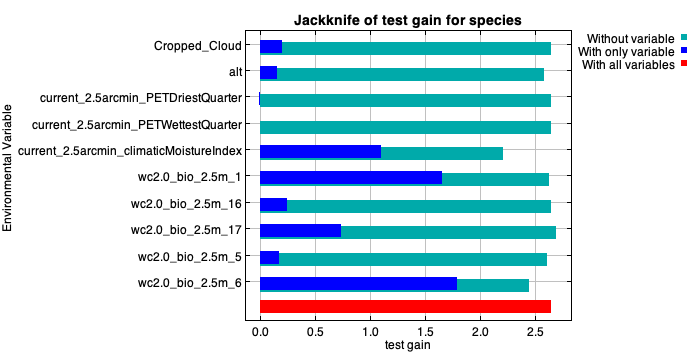 Jackknife of test gain for species
Without variable
With only variable
With all variables
Environmental Variable
Cropped_Cloud
alt
current_2.5arcmin_PETDriestQuarter
current_2.5arcmin_PETWettestQuarter
current_2.5arcmin_climaticMoistureIndex
wc2.0_bio_2.5m_1
wc2.0_bio_2.5m_16
wc2.0_bio_2.5m_17
wc2.0_bio_2.5m_5
wc2.0_bio_2.5m_6
0.0 0.5 1.0 1.5 2.0 2.5
test gain